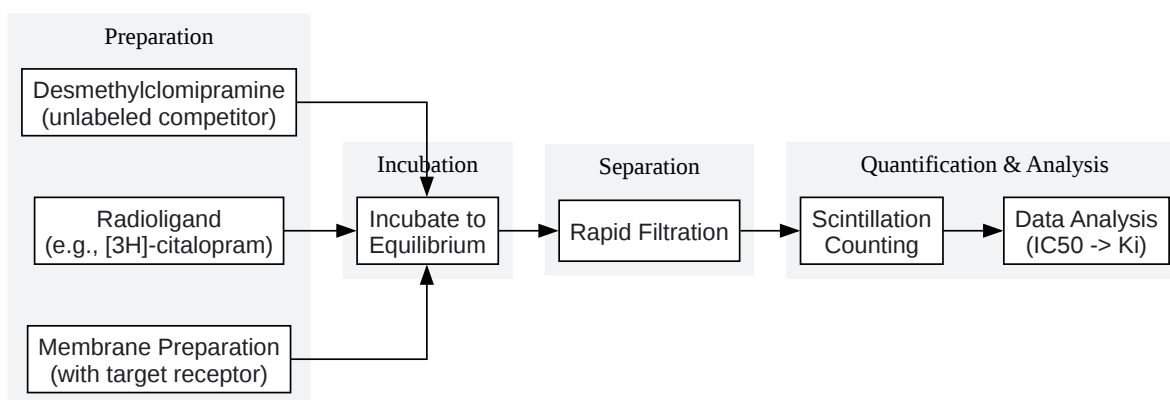 Preparation
Desmethylclomipramine
(unlabeled competitor)
Radioligand
(e.g., [3H]-citalopram)
Membrane Preparation
(with target receptor)
Incubation
Incubate to
Equilibrium
Separation
Rapid Filtration
Quantification & Analysis
Scintillation
Counting
Data Analysis
(IC50 -> Ki)